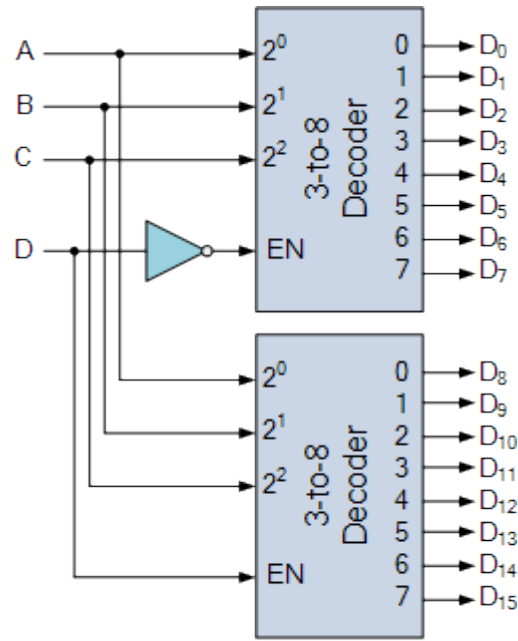 A 2⁰ 0 D₀
1 D₁
B 2¹ 2 D₂
3 D₃
C 2² 4 D₄
5 D₅
D EN 6 D₆
7 D₇
3-to-8
Decoder
2⁰ 0 D₈
1 D₉
2¹ 2 D₁₀
3 D₁₁
2² 4 D₁₂
5 D₁₃
EN 6 D₁₄
7 D₁₅
3-to-8
Decoder